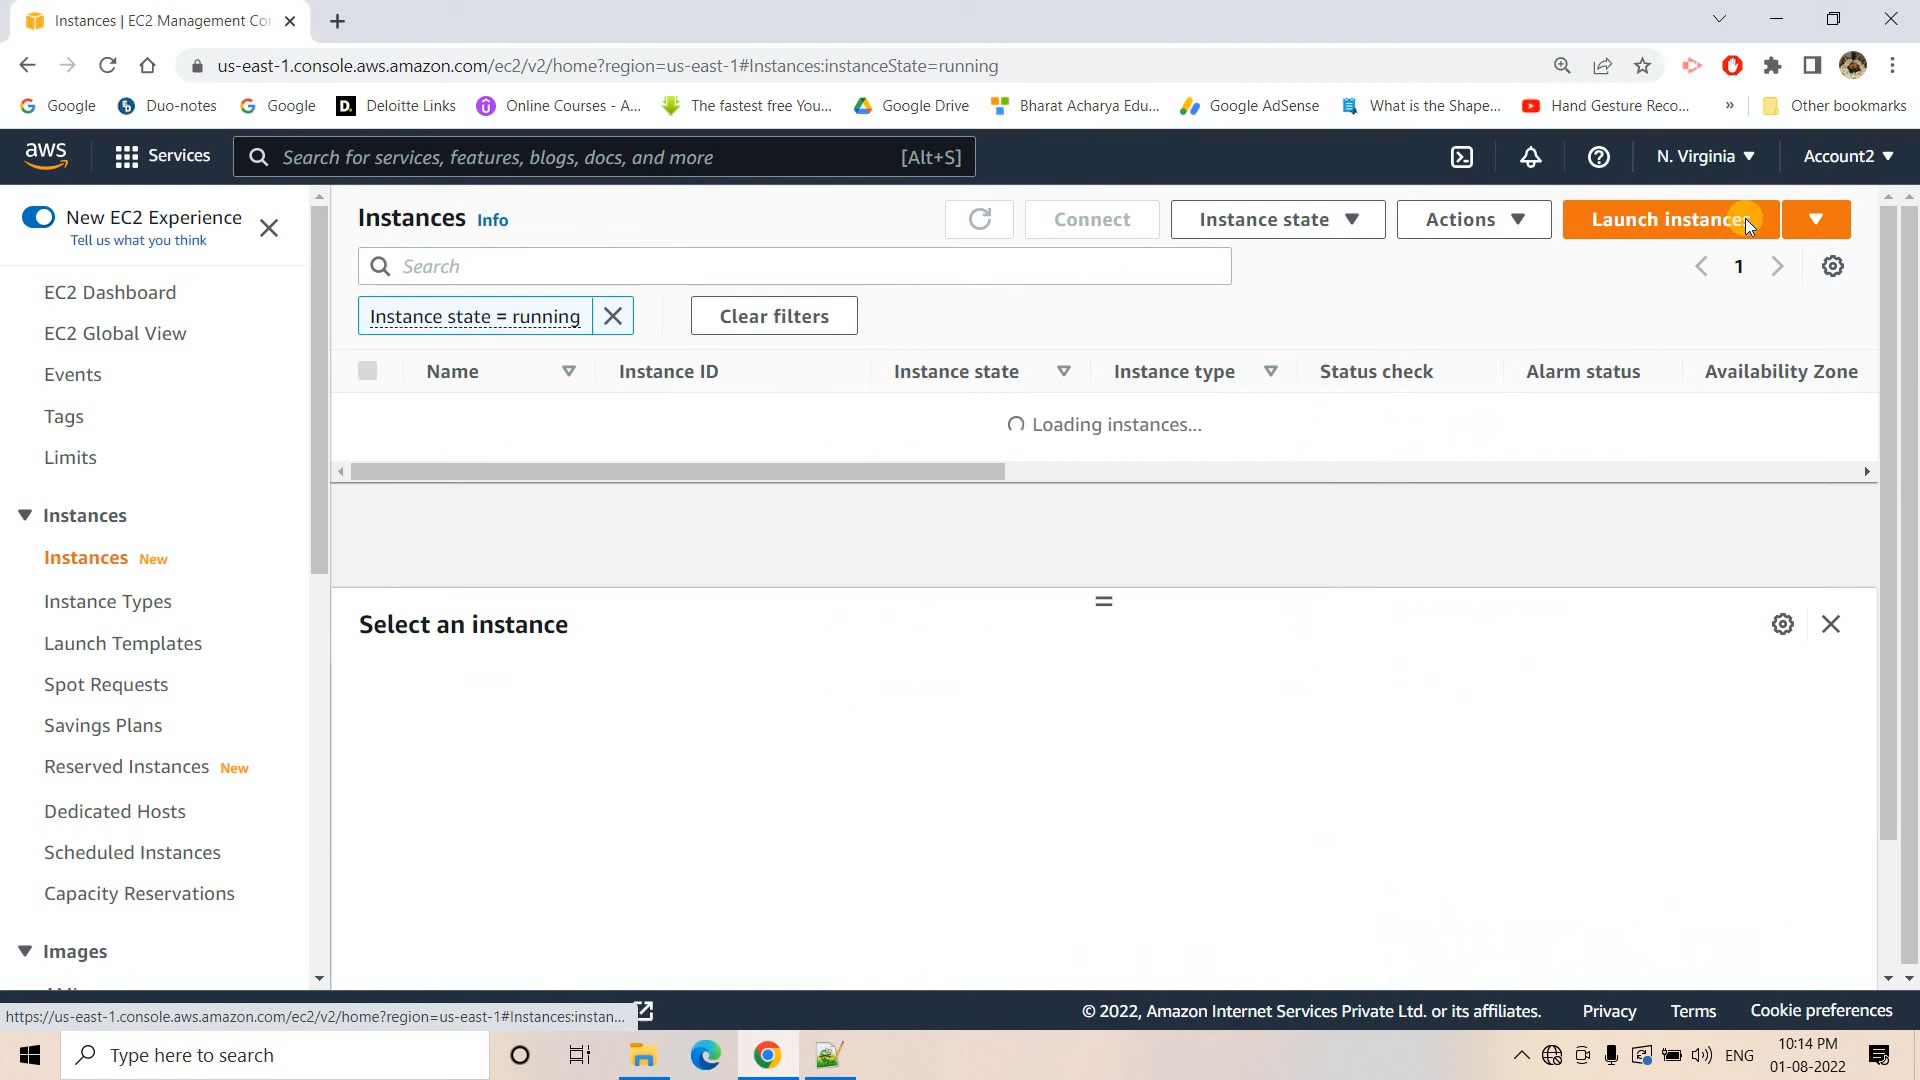 Instances | EC2 Management Cor
us-east-1.console.aws.amazon.com/ec2/v2/home?region=us-east-1#Instances:instanceState=running
Google Duo-notes Google D. Deloitte Links Online Courses - A... The fastest free You... Google Drive Bharat Acharya Edu... Google AdSense What is the Shape... Hand Gesture Reco... » Other bookmarks
aws Services Search for services, features, blogs, docs, and more [Alt+S] N. Virginia Account2
New EC2 Experience
Tell us what you think
EC2 Dashboard
EC2 Global View
Events
Tags
Limits
Instances
Instances New
Instance Types
Launch Templates
Spot Requests
Savings Plans
Reserved Instances New
Dedicated Hosts
Scheduled Instances
Capacity Reservations
Images
Instances Info Connect Instance state Actions Launch instances
Search
1
Instance state = running Clear filters
Name Instance ID Instance state Instance type Status check Alarm status Availability Zone
Loading instances...
Select an instance
https://us-east-1.console.aws.amazon.com/ec2/v2/home?region=us-east-1#Instances:instan...
© 2022, Amazon Internet Services Private Ltd. or its affiliates. Privacy Terms Cookie preferences
Type here to search
ENG
10:14 PM
01-08-2022